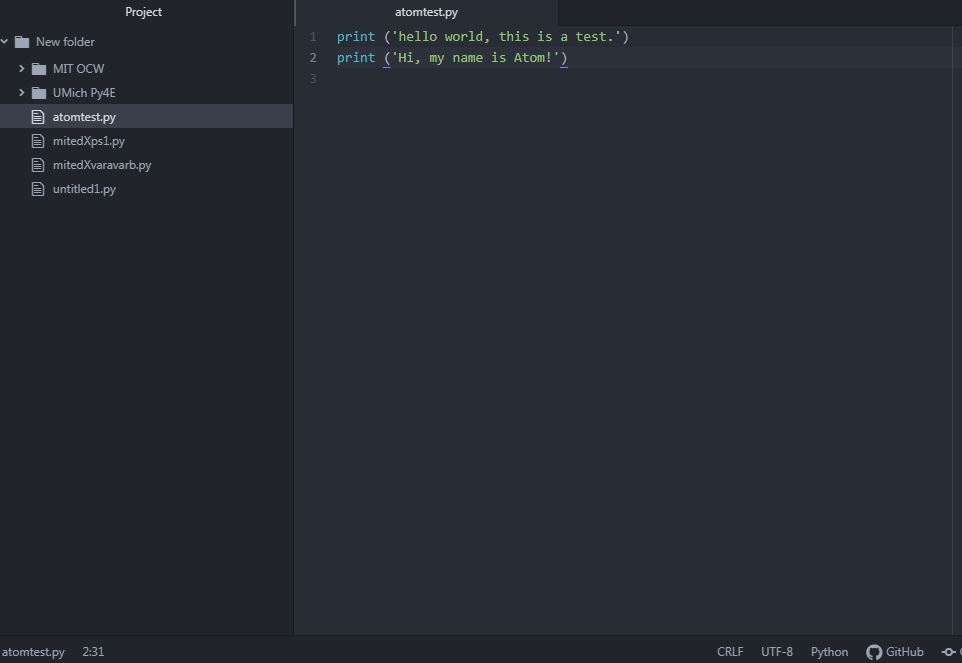 Project
New folder
MIT OCW
UMich Py4E
atomtest.py
mitedXps1.py
mitedXvaravarb.py
untitled1.py
atomtest.py
1 print ('hello world, this is a test.')
2 print ('Hi, my name is Atom!')
3
atomtest.py 2:31 CRLF UTF-8 Python GitHub